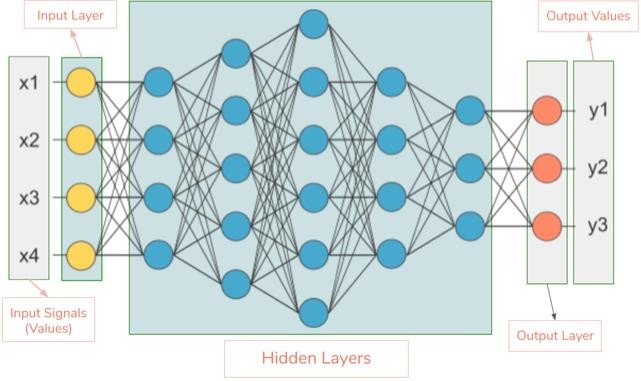 Input Layer
Output Values
x1
x2
x3
x4
y1
y2
y3
Input Signals
(Values)
Hidden Layers
Output Layer